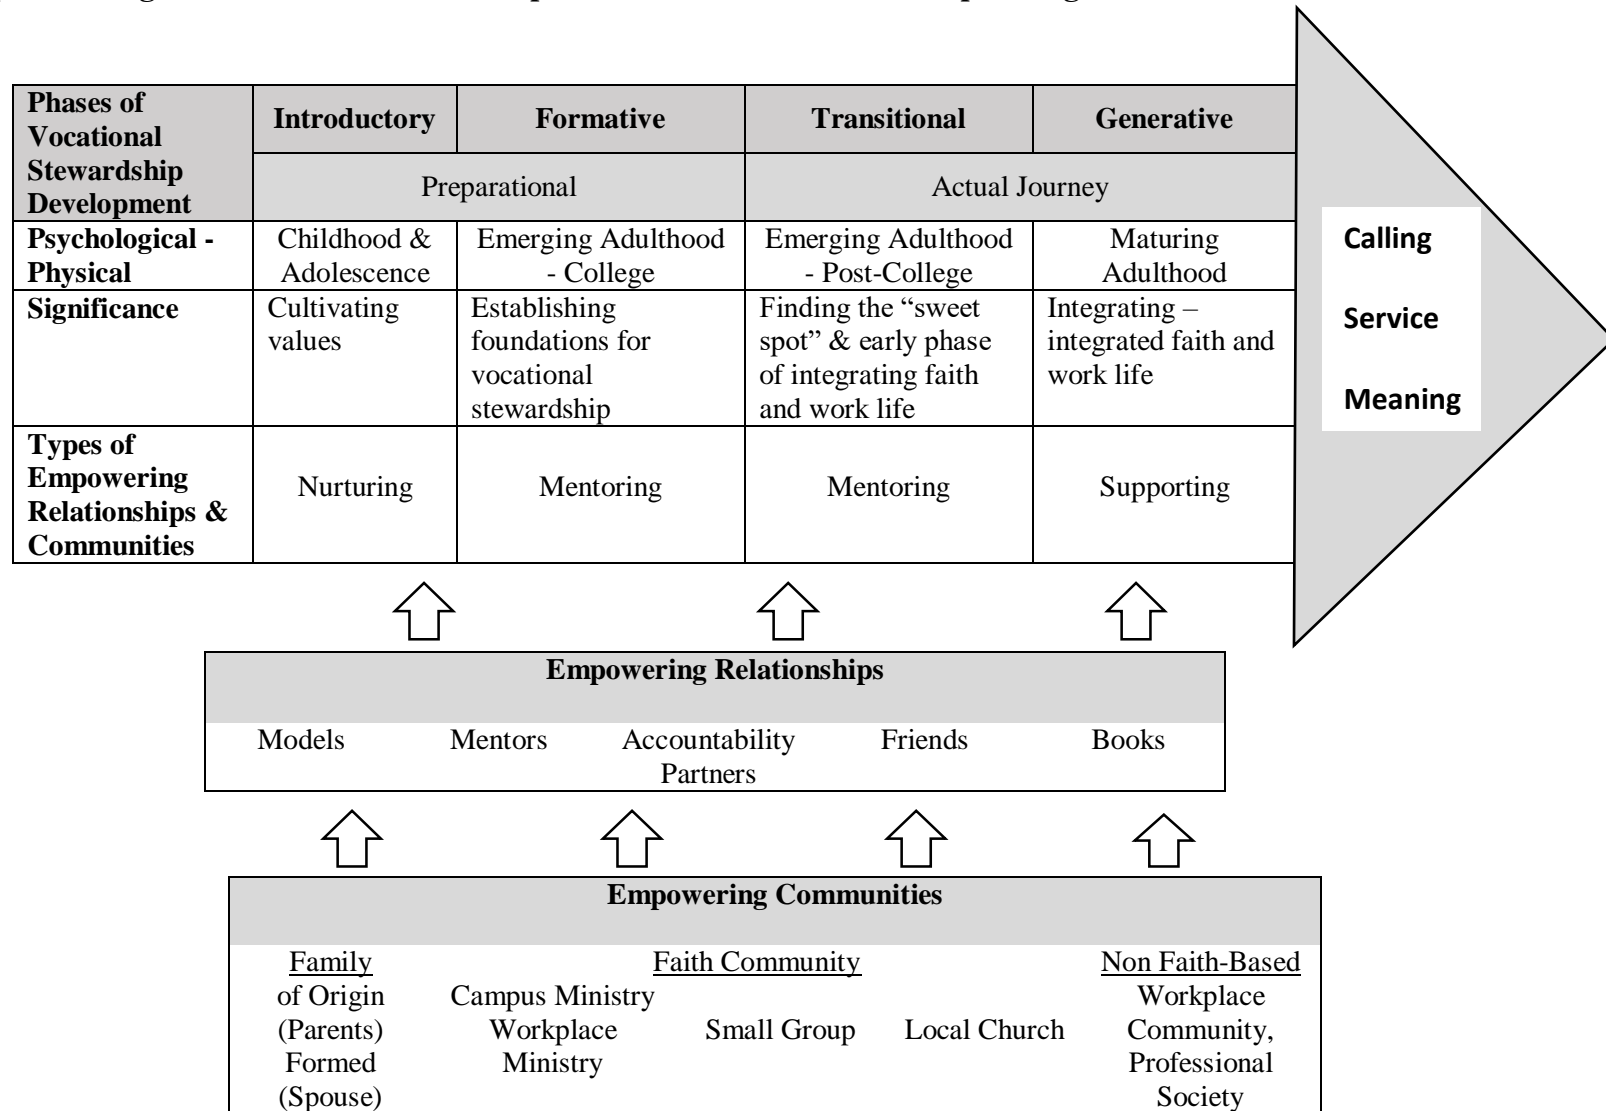 Phases of
Vocational
Stewardship
Development
Introductory
Formative
Transitional
Generative
Preparational
Actual Journey
Psychological -
Physical
Childhood &
Adolescence
Emerging Adulthood
- College
Emerging Adulthood
- Post-College
Maturing
Adulthood
Significance
Cultivating
values
Establishing
foundations for
vocational
stewardship
Finding the “sweet
spot” & early phase
of integrating faith
and work life
Integrating –
integrated faith and
work life
Types of
Empowering
Relationships &
Communities
Nurturing
Mentoring
Mentoring
Supporting
Calling
Service
Meaning
Empowering Relationships
Models
Mentors
Accountability
Partners
Friends
Books
Empowering Communities
Family
of Origin
(Parents)
Formed
(Spouse)
Faith Community
Campus Ministry
Workplace
Ministry
Small Group
Local Church
Non Faith-Based
Workplace
Community,
Professional
Society